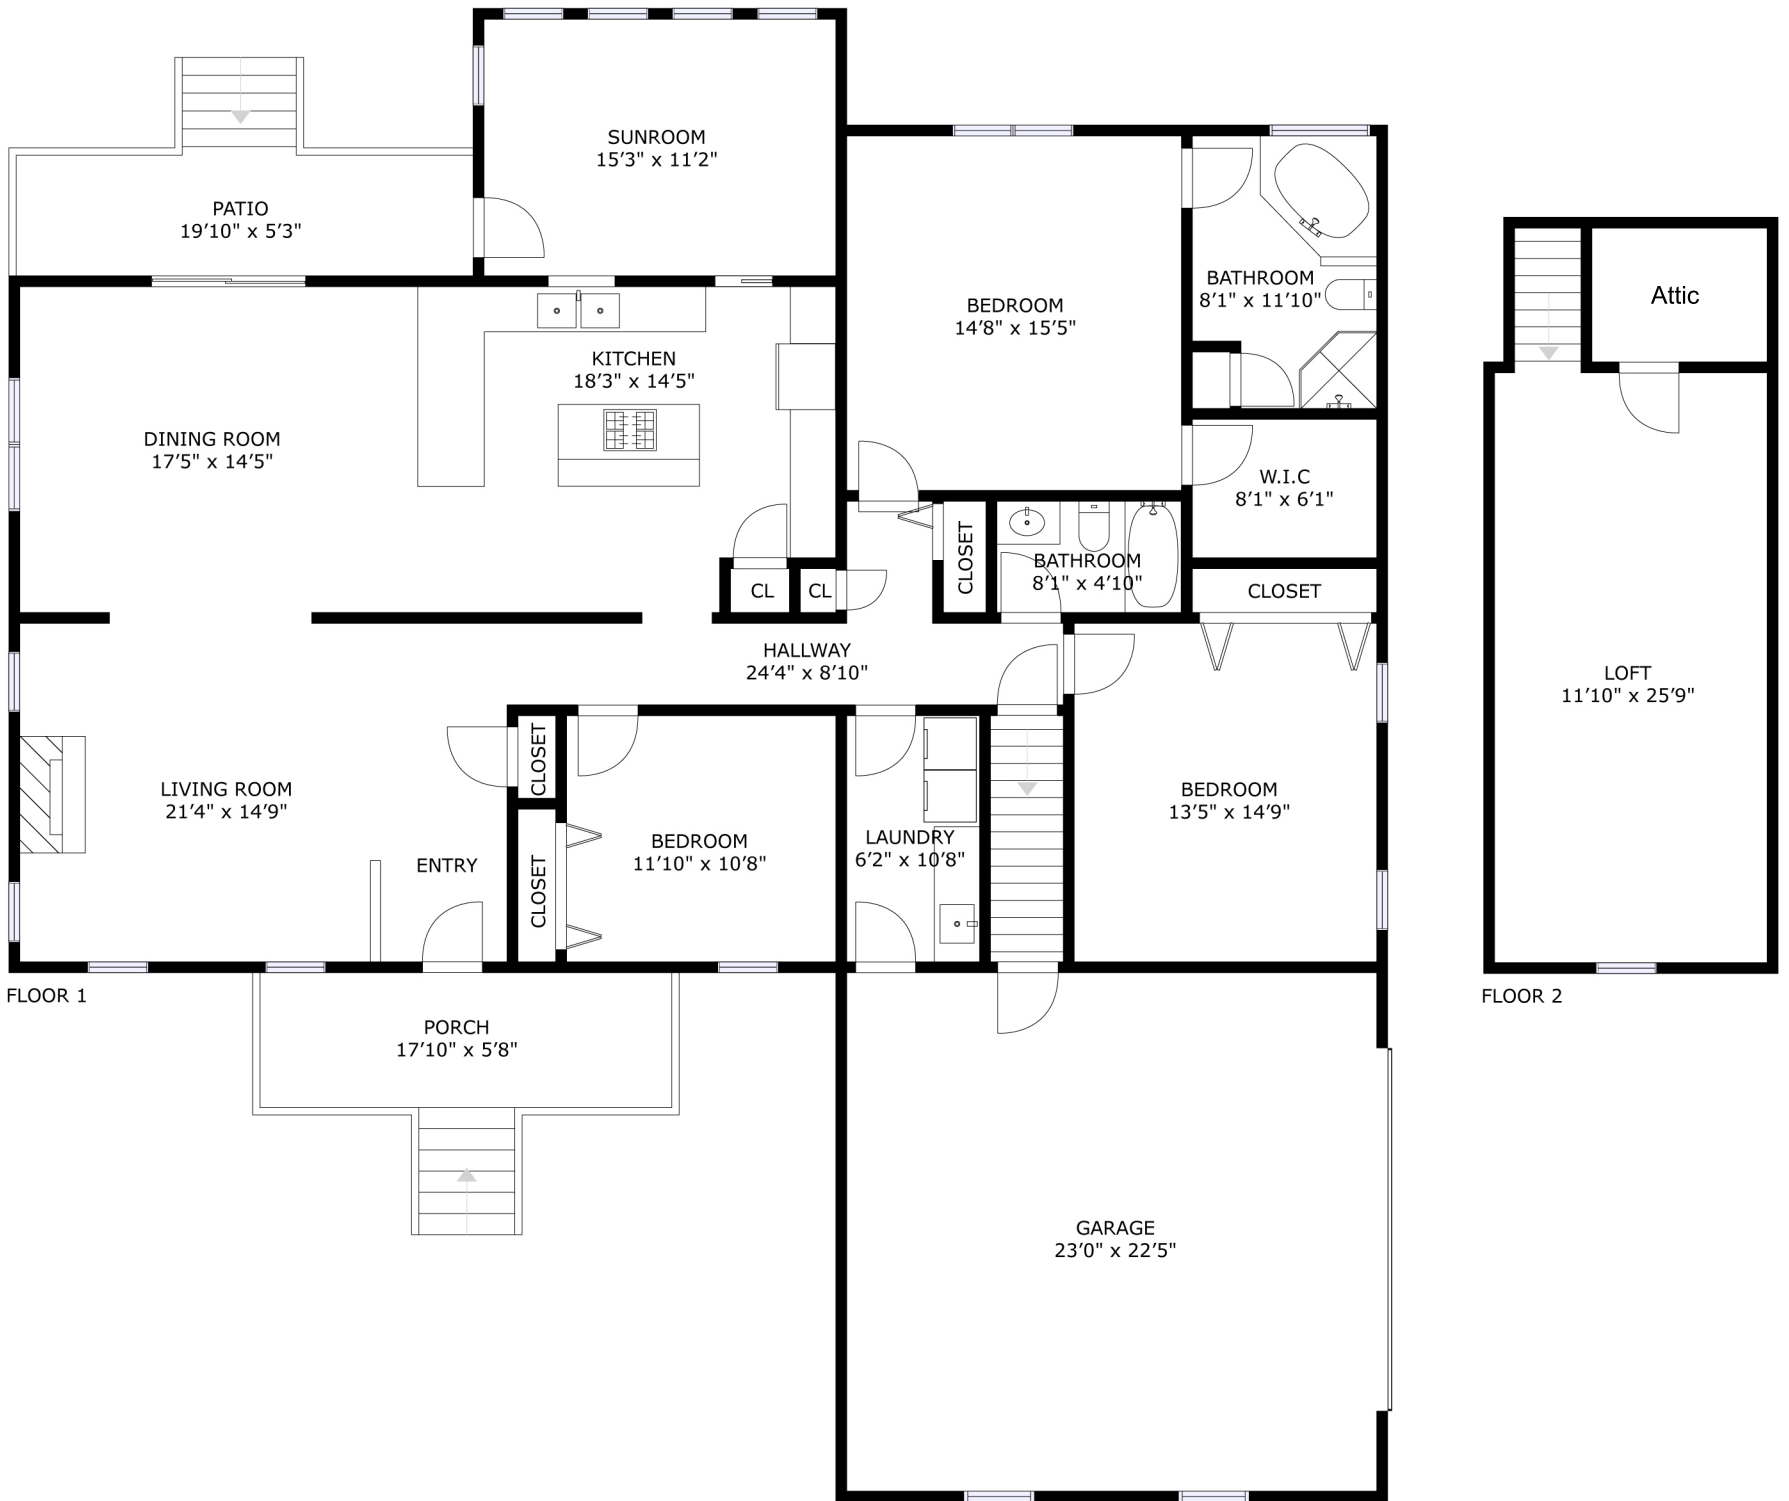 SUNROOM
15'3" x 11'2"
PATIO
19'10" x 5'3"
BEDROOM
14'8" x 15'5"
BATHROOM
8'1" x 11'10"
Attic
KITCHEN
18'3" x 14'5"
DINING ROOM
17'5" x 14'5"
W.I.C
8'1" x 6'1"
CLOSET
BATHROOM
8'1" x 4'10"
CL
CL
CLOSET
HALLWAY
24'4" x 8'10"
LOFT
11'10" x 25'9"
CLOSET
LIVING ROOM
21'4" x 14'9"
BEDROOM
13'5" x 14'9"
BEDROOM
11'10" x 10'8"
LAUNDRY
6'2" x 10'8"
ENTRY
CLOSET
FLOOR 1
FLOOR 2
PORCH
17'10" x 5'8"
GARAGE
23'0" x 22'5"